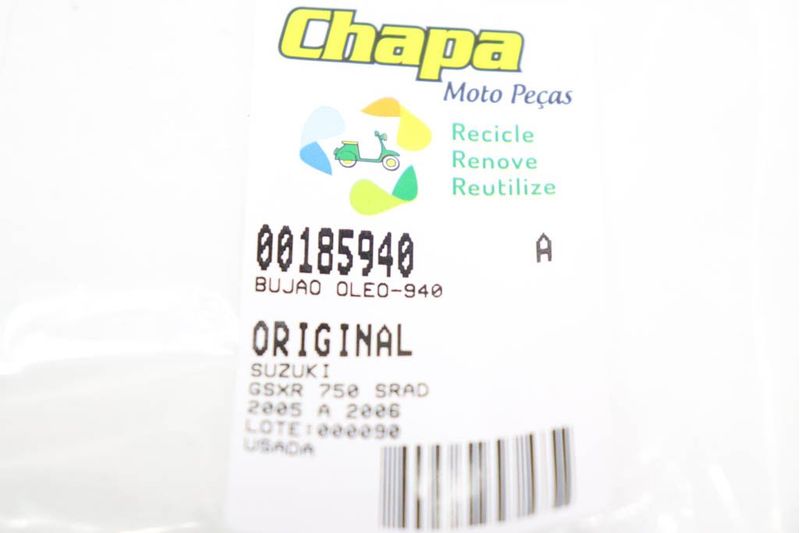 Chapa
Moto Peças
Recicle
Renove
Reutilize
00185940 A
BUJAO OLEO-940
ORIGINAL
SUZUKI
GSXR 750 SRAD
2005 A 2006
LOTE:000090
USADA